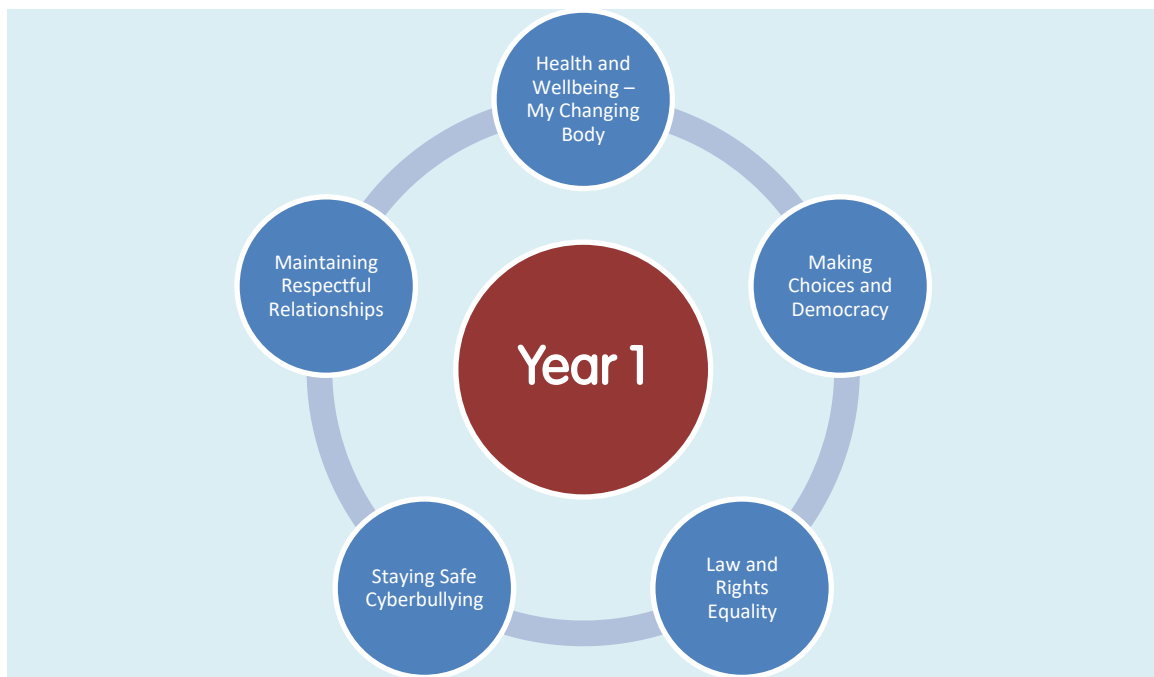 Health and
Wellbeing –
My Changing
Body
Making
Choices and
Democracy
Law and
Rights
Equality
Staying Safe
Cyberbullying
Maintaining
Respectful
Relationships
Year 1